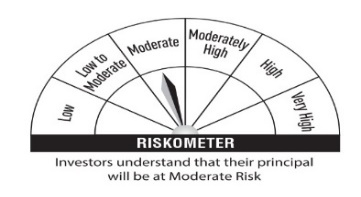 Low
Low to
Moderate
Moderate
Moderately
High
High
Very High
RISKOMETER
Investors understand that their principal
will be at Moderate Risk